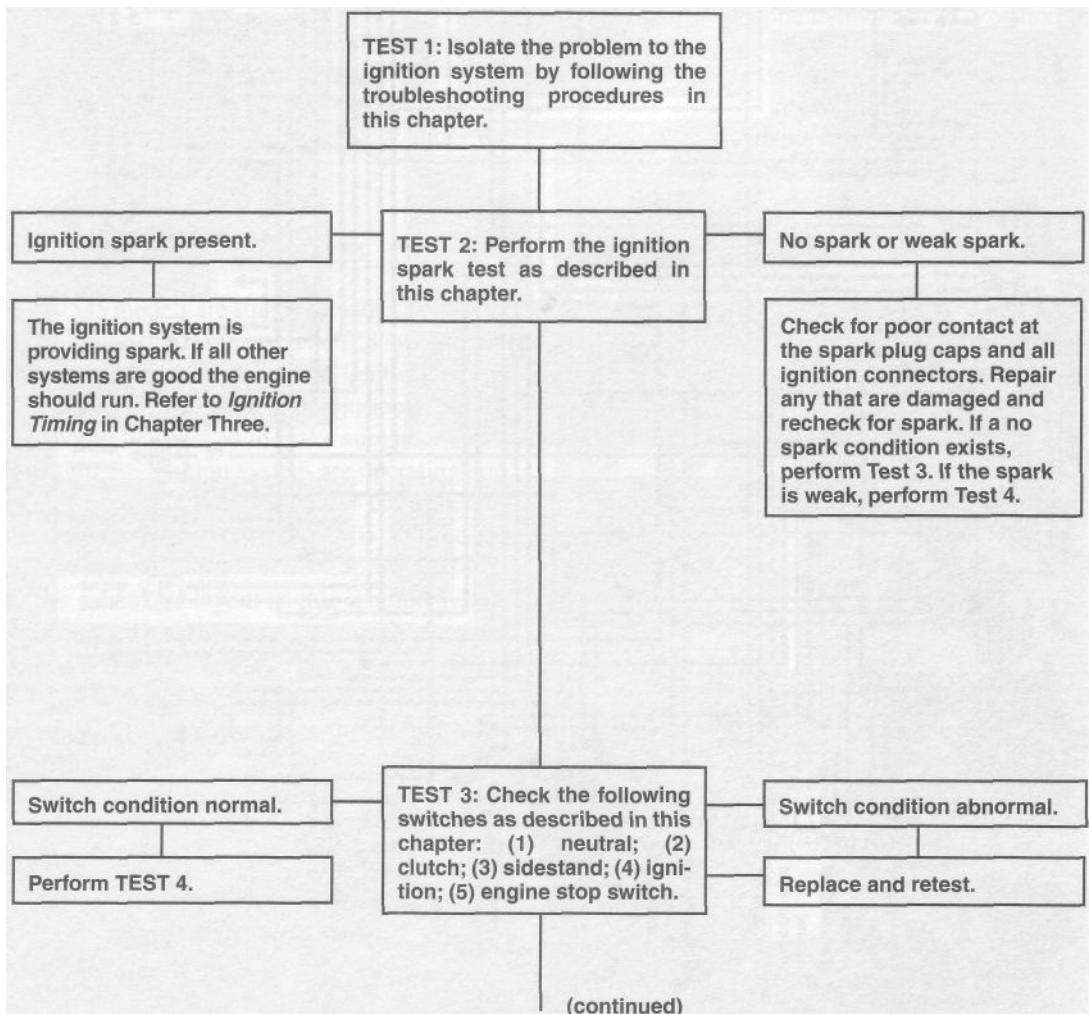 TEST 1: Isolate the problem to the
ignition system by following the
troubleshooting procedures in
this chapter.
Ignition spark present.
TEST 2: Perform the ignition
spark test as described in
this chapter.
No spark or weak spark.
The ignition system is
providing spark. If all other
systems are good the engine
should run. Refer to Ignition
Timing in Chapter Three.
Check for poor contact at
the spark plug caps and all
ignition connectors. Repair
any that are damaged and
recheck for spark. If a no
spark condition exists,
perform Test 3. If the spark
is weak, perform Test 4.
Switch condition normal.
TEST 3: Check the following
switches as described in this
chapter: (1) neutral; (2)
clutch; (3) sidestand; (4) igni-
tion; (5) engine stop switch.
Switch condition abnormal.
Perform TEST 4.
Replace and retest.
(continued)